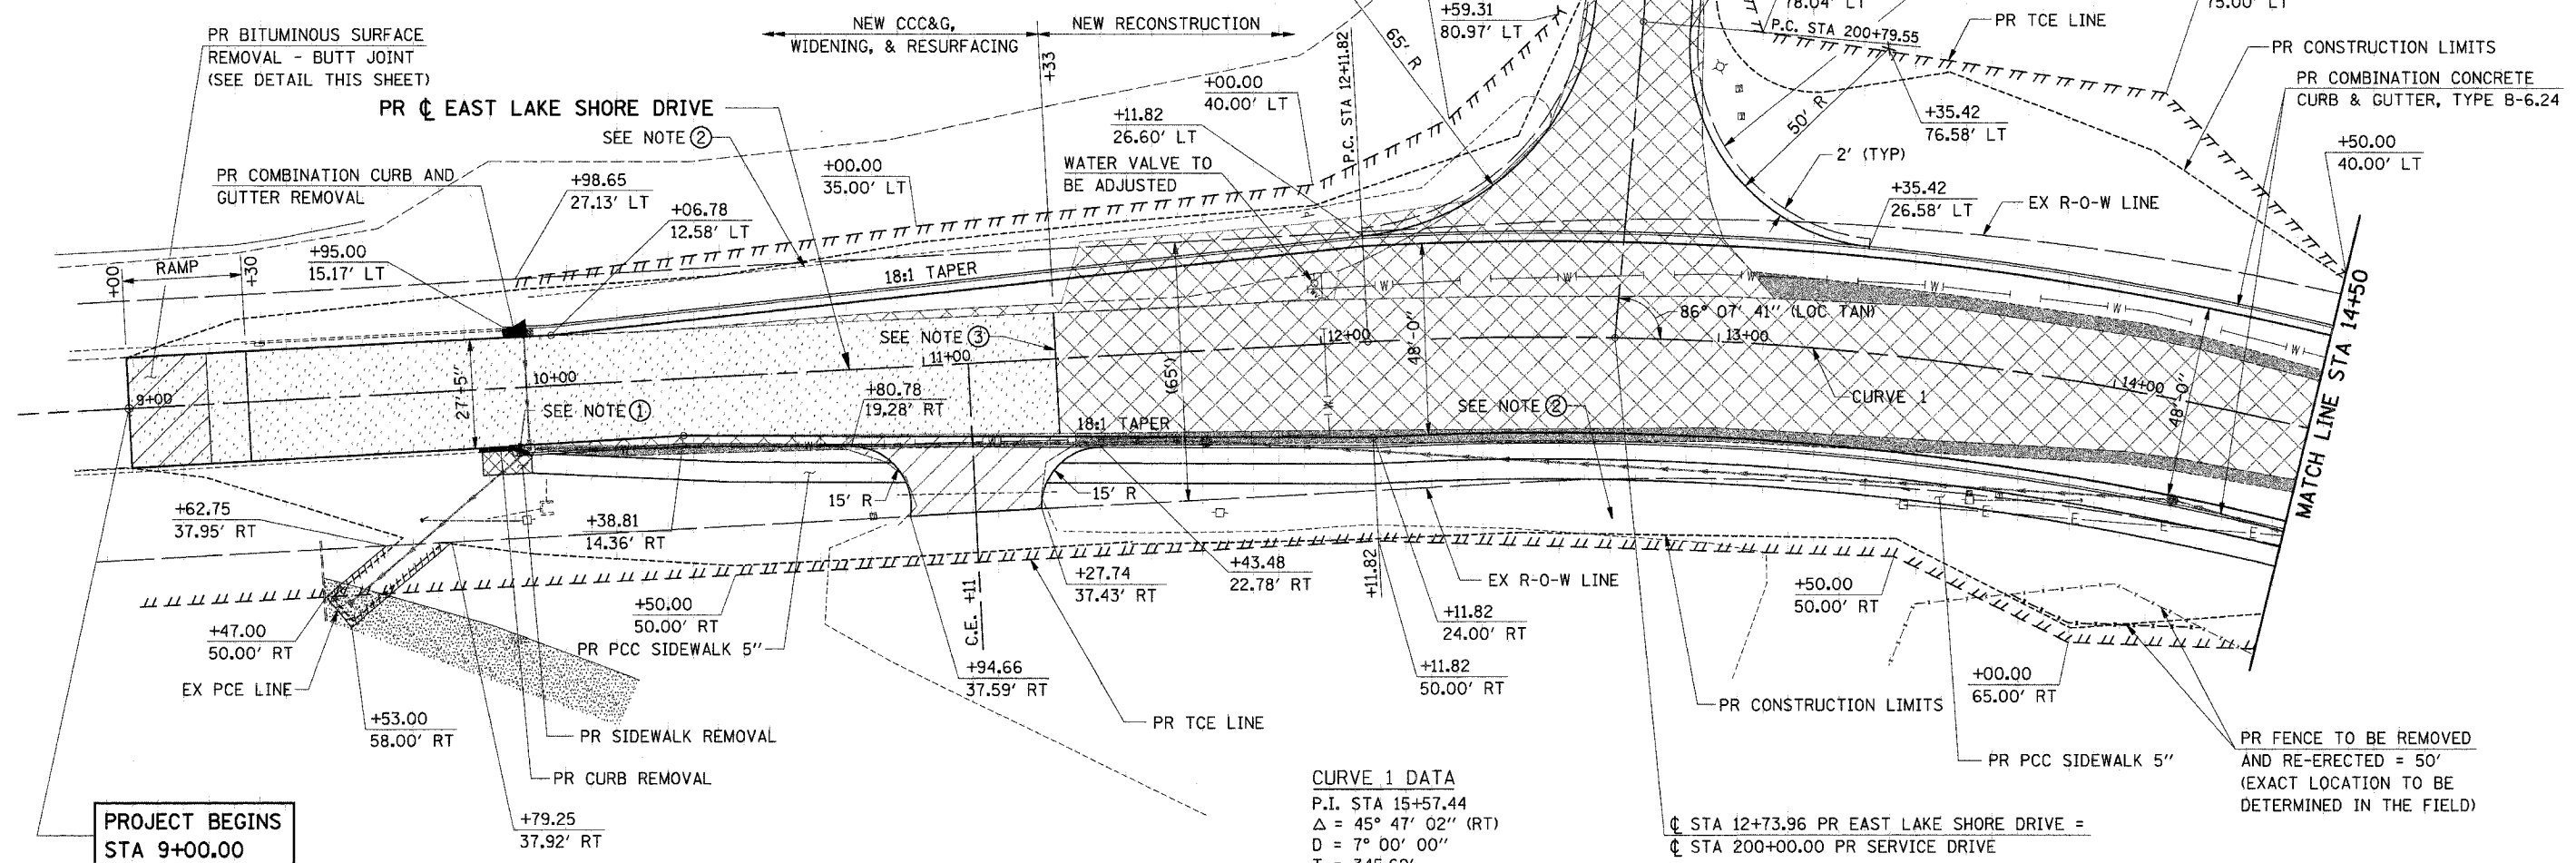 PR BITUMINOUS SURFACE
REMOVAL - BUTT JOINT
(SEE DETAIL THIS SHEET)
NEW CCC&G,
WIDENING, & RESURFACING
NEW RECONSTRUCTION
+33
P.C. STA 12+11.82
65' R
+59.31
80.97' LT
78.04' LT
P.C. STA 200+79.55
PR TCE LINE
75.00' LT
PR CONSTRUCTION LIMITS
PR COMBINATION CONCRETE
CURB & GUTTER, TYPE B-6.24
PR ℄ EAST LAKE SHORE DRIVE
SEE NOTE ②
+00.00
40.00' LT
+11.82
26.60' LT
WATER VALVE TO
BE ADJUSTED
50' R
+35.42
76.58' LT
2' (TYP)
+35.42
26.58' LT
EX R-O-W LINE
+50.00
40.00' LT
PR COMBINATION CURB AND
GUTTER REMOVAL
+98.65
27.13' LT
+00.00
35.00' LT
+06.78
12.58' LT
+95.00
15.17' LT
+00
RAMP
+30
18:1 TAPER
W
W
W
W
W
W
W
86° 07' 41" (LOC TAN)
SEE NOTE ③
9+00
10+00
11+00
12+00
13+00
14+00
27'-5"
SEE NOTE ①
+80.78
19.28' RT
(65')
48'-0"
18:1 TAPER
SEE NOTE ②
CURVE 1
48'-0"
MATCH LINE STA 14+50
15' R
15' R
+62.75
37.95' RT
+38.81
14.36' RT
C.E. +11
+27.74
37.43' RT
+43.48
22.78' RT
+11.82
EX R-O-W LINE
+11.82
24.00' RT
+50.00
50.00' RT
E
E
E
E
+47.00
50.00' RT
+50.00
50.00' RT
PR PCC SIDEWALK 5"
+94.66
37.59' RT
+11.82
50.00' RT
+00.00
65.00' RT
EX PCE LINE
+53.00
58.00' RT
PR SIDEWALK REMOVAL
PR TCE LINE
PR CONSTRUCTION LIMITS
PR CURB REMOVAL
PR PCC SIDEWALK 5"
PR FENCE TO BE REMOVED
AND RE-ERECTED = 50'
(EXACT LOCATION TO BE
DETERMINED IN THE FIELD)
+79.25
37.92' RT
PROJECT BEGINS
STA 9+00.00
CURVE 1 DATA
P.I. STA 15+57.44
Δ = 45° 47' 02" (RT)
D = 7° 00' 00"
℄ STA 12+73.96 PR EAST LAKE SHORE DRIVE =
℄ STA 200+00.00 PR SERVICE DRIVE